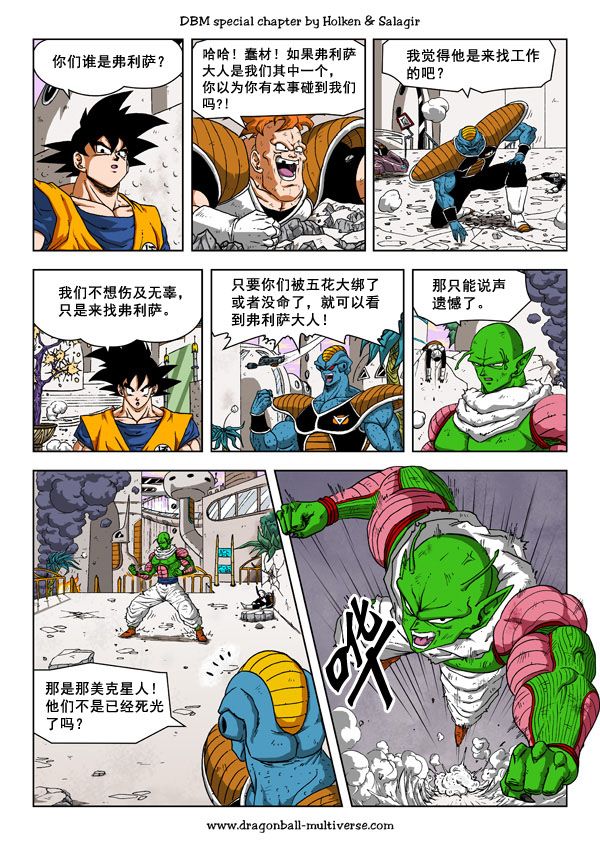 DBM special chapter by Holken & Salagir
你们谁是弗利萨？
哈哈！蠢材！如果弗利萨
大人是我们其中一个，
你以为你有本事碰到我们
吗?!
我觉得他是来找工作
的吧？
我们不想伤及无辜，
只是来找弗利萨。
只要你们被五花大绑了
或者没命了，就可以看
到弗利萨大人！
那只能说声
遗憾了。
那是那美克星人！
他们不是已经死光
了吗？
咋
www.dragonball-multiverse.com